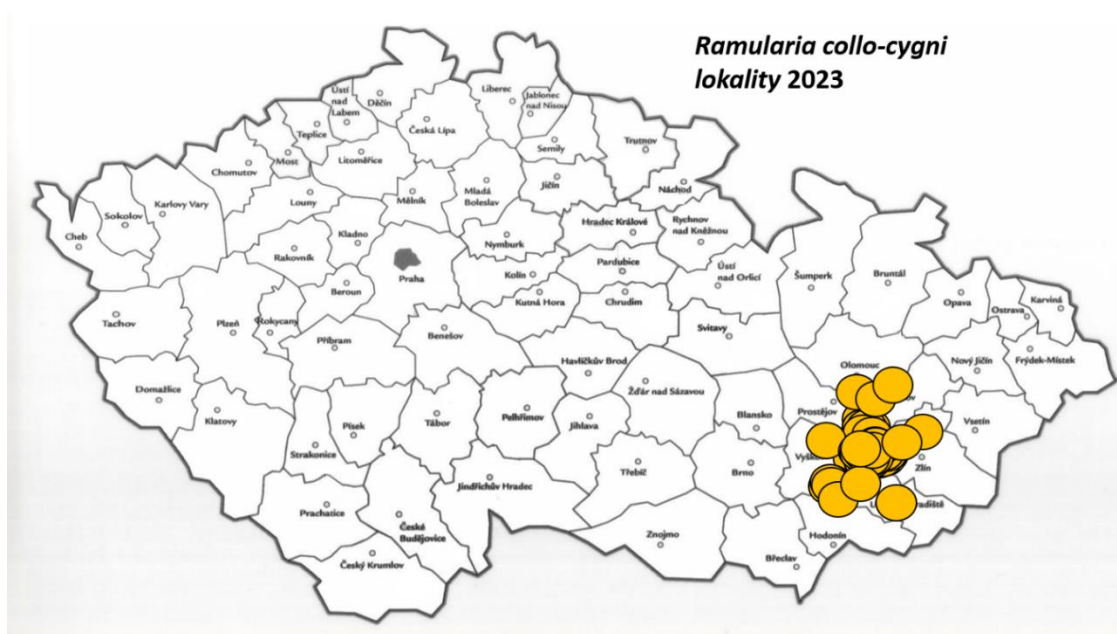 Ramularia collo-cygni
lokality 2023
Ústí
nad
Labem
Děčín
Liberec
Jablonec
nad Nisou
Teplice
Česká Lípa
Semily
Trutnov
Most
Litoměřice
Chomutov
Jičín
Náchod
Mladá
Boleslav
Mělník
Louny
Karlovy Vary
Sokolov
Cheb
Kladno
Nymburk
Hradec Králové
Rychnov
nad Kněžnou
Rakovník
Praha
Kolín
Pardubice
Ústí
nad Orlicí
Šumperk
Bruntál
Beroun
Kutná Hora
Chrudim
Opava
Karviná
Ostrava
Tachov
Plzeň
Rokycany
Příbram
Benešov
Svitavy
Havlíčkův Brod
Nový Jičín
Frýdek-Místek
Olomouc
Domažlice
Klatovy
Žďár nad Sázavou
Prostějov
Písek
Tábor
Pelhřimov
Jihlava
Blansko
Vsetín
Strakonice
Třebíč
Brno
Zlín
Jindřichův Hradec
Prachatice
České
Budějovice
Znojmo
Hodonín
Břeclav
Český Krumlov